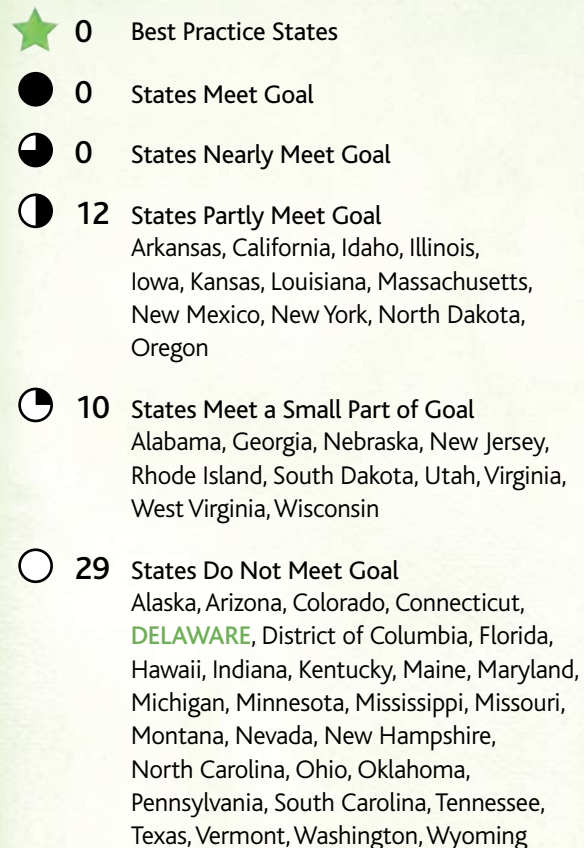 0 Best Practice States
0 States Meet Goal
0 States Nearly Meet Goal
12 States Partly Meet Goal
Arkansas, California, Idaho, Illinois,
Iowa, Kansas, Louisiana, Massachusetts,
New Mexico, New York, North Dakota,
Oregon
10 States Meet a Small Part of Goal
Alabama, Georgia, Nebraska, New Jersey,
Rhode Island, South Dakota, Utah, Virginia,
West Virginia, Wisconsin
29 States Do Not Meet Goal
Alaska, Arizona, Colorado, Connecticut,
DELAWARE, District of Columbia, Florida,
Hawaii, Indiana, Kentucky, Maine, Maryland,
Michigan, Minnesota, Mississippi, Missouri,
Montana, Nevada, New Hampshire,
North Carolina, Ohio, Oklahoma,
Pennsylvania, South Carolina, Tennessee,
Texas, Vermont, Washington, Wyoming